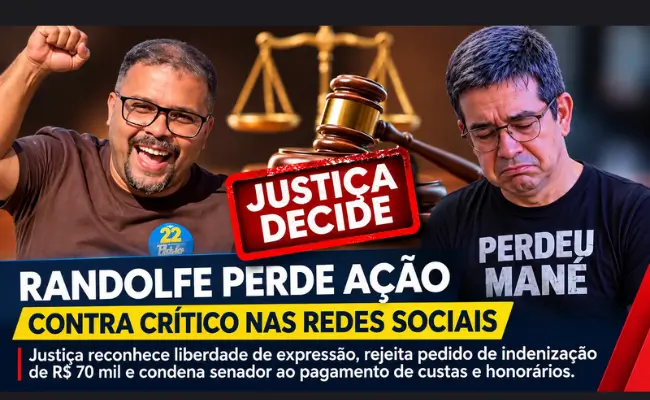 JUSTIÇA
DECIDE
22
PERDEU
MANÉ
RANDOLFE PERDE AÇÃO
CONTRA CRÍTICO NAS REDES SOCIAIS
Justiça reconhece liberdade de expressão, rejeita pedido de indenização
de R$ 70 mil e condena senador ao pagamento de custas e honorários.